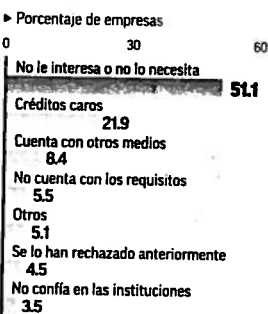 ▶ Porcentaje de empresas
0 30 60
No le interesa o no lo necesita
51.1
Créditos caros
21.9
Cuenta con otros medios
8.4
No cuenta con los requisitos
5.5
Otros
5.1
Se lo han rechazado anteriormente
4.5
No confía en las instituciones
3.5